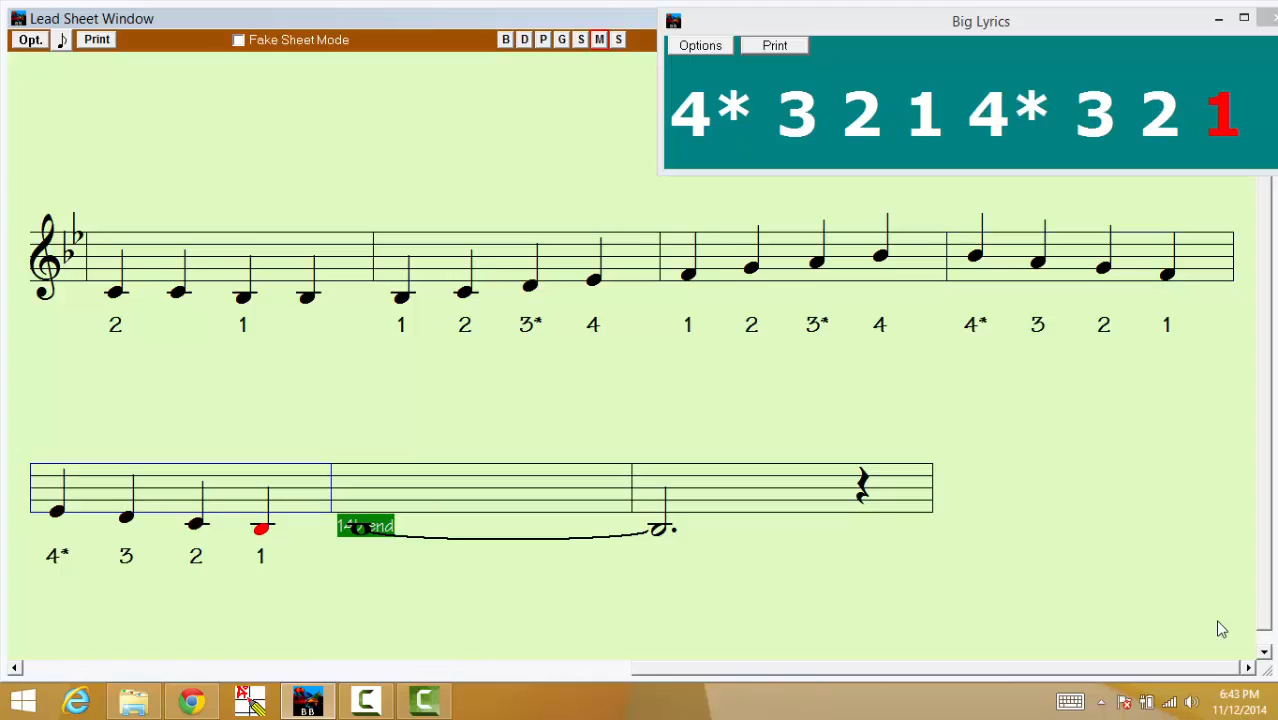 Lead Sheet Window
Opt. Print Fake Sheet Mode B D P G S M S
Big Lyrics
Options Print
4* 3 2 1 4* 3 2 1
2 1 1 2 3* 4 1 2 3* 4 4* 3 2 1
end
4* 3 2 1
BB
6:43 PM
11/12/2014